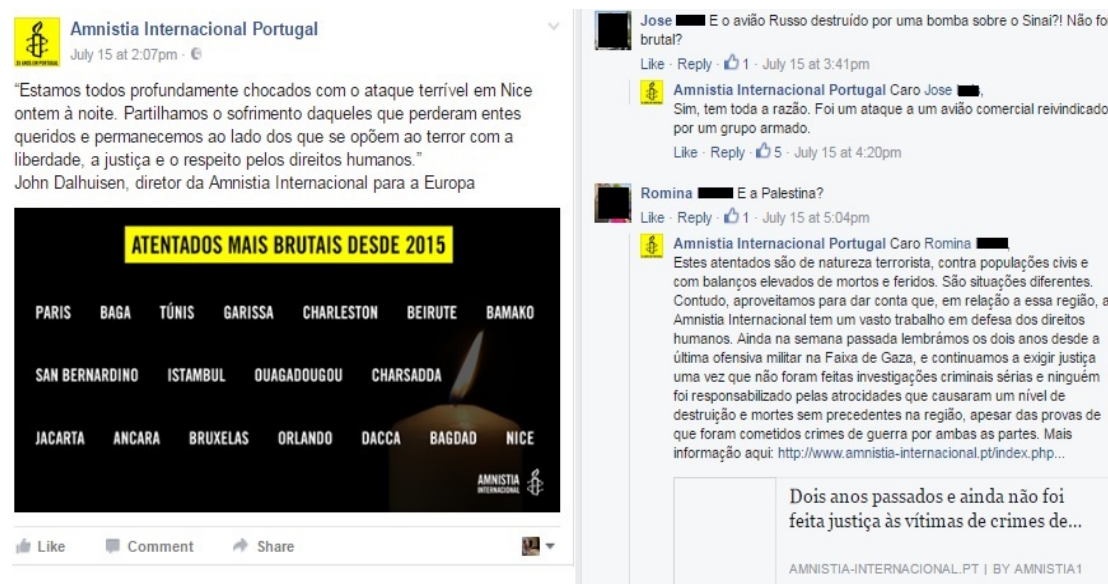 Amnistia Internacional Portugal
July 15 at 2:07pm ·
“Estamos todos profundamente chocados com o ataque terrível em Nice
ontem à noite. Partilhamos o sofrimento daqueles que perderam entes
queridos e permanecemos ao lado dos que se opõem ao terror com a
liberdade, a justiça e o respeito pelos direitos humanos.”
John Dalhuisen, diretor da Amnistia Internacional para a Europa
ATENTADOS MAIS BRUTAIS DESDE 2015
PARIS BAGA TÚNIS GARISSA CHARLESTON BEIRUTE BAMAKO
SAN BERNARDINO ISTAMBUL OUAGADOUGOU CHARSADDA
JACARTA ANCARA BRUXELAS ORLANDO DACCA BAGDAD NICE
AMNISTIA
INTERNACIONAL
Like Comment Share
Jose E o avião Russo destruído por uma bomba sobre o Sinai?! Não fo
brutal?
Like · Reply · 1 · July 15 at 3:41pm
Amnistia Internacional Portugal Caro Jose ,
Sim, tem toda a razão. Foi um ataque a um avião comercial reivindicado
por um grupo armado.
Like · Reply · 5 · July 15 at 4:20pm
Romina E a Palestina?
Like · Reply · 1 · July 15 at 5:04pm
Amnistia Internacional Portugal Caro Romina ,
Estes atentados são de natureza terrorista, contra populações civis e
com balanços elevados de mortos e feridos. São situações diferentes.
Contudo, aproveitamos para dar conta que, em relação a essa região, a
Amnistia Internacional tem um vasto trabalho em defesa dos direitos
humanos. Ainda na semana passada lembrámos os dois anos desde a
última ofensiva militar na Faixa de Gaza, e continuamos a exigir justiça
uma vez que não foram feitas investigações criminais sérias e ninguém
foi responsabilizado pelas atrocidades que causaram um nível de
destruição e mortes sem precedentes na região, apesar das provas de
que foram cometidos crimes de guerra por ambas as partes. Mais
informação aqui: http://www.amnistia-internacional.pt/index.php...
Dois anos passados e ainda não foi
feita justiça às vítimas de crimes de...
AMNISTIA-INTERNACIONAL.PT | BY AMNISTIA1